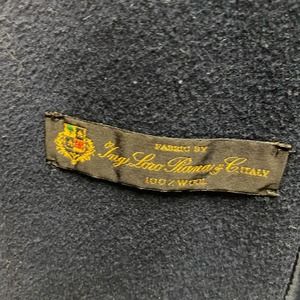 FABRIC BY
Ing. Loro Piana & C. ITALY
100% WOOL